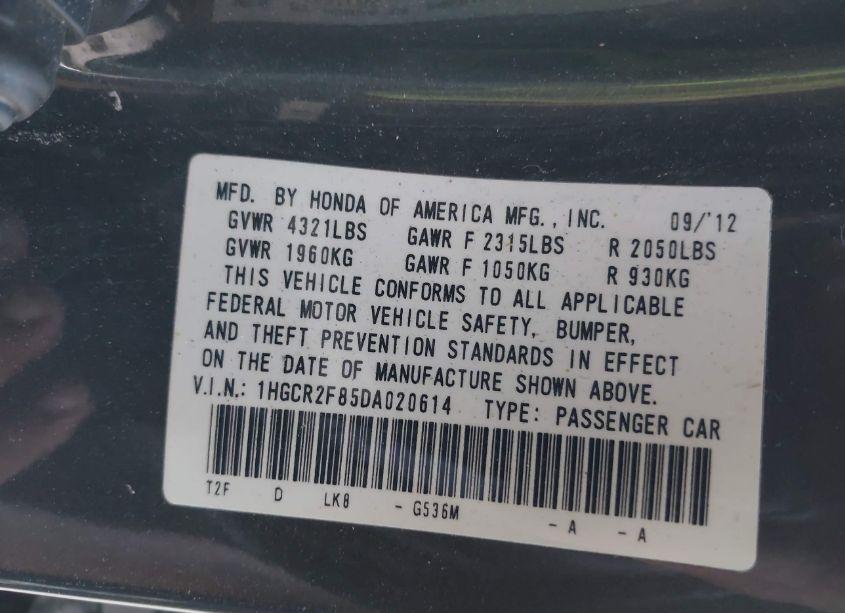 MFD. BY HONDA OF AMERICA MFG., INC. 09/'12
GVWR 4321LBS GAWR F 2315LBS R 2050LBS
GVWR 1960KG GAWR F 1050KG R 930KG
THIS VEHICLE CONFORMS TO ALL APPLICABLE
FEDERAL MOTOR VEHICLE SAFETY, BUMPER,
AND THEFT PREVENTION STANDARDS IN EFFECT
ON THE DATE OF MANUFACTURE SHOWN ABOVE.
V.I.N.: 1HGCR2F85DA020614 TYPE: PASSENGER CAR
T2F D LK8 - G536M - A - A